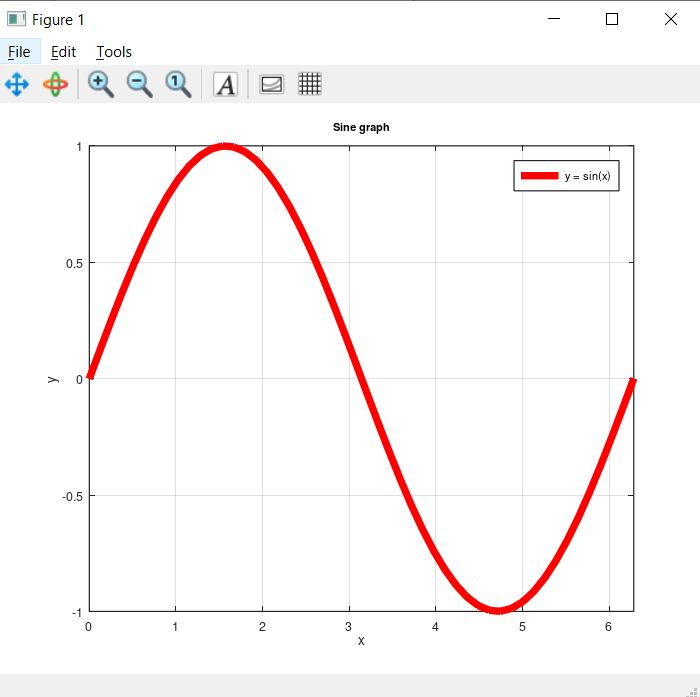 Figure 1
File Edit Tools
1
A
Sine graph
y = sin(x)
1
0.5
0
-0.5
-1
y
0 1 2 3 4 5 6
x